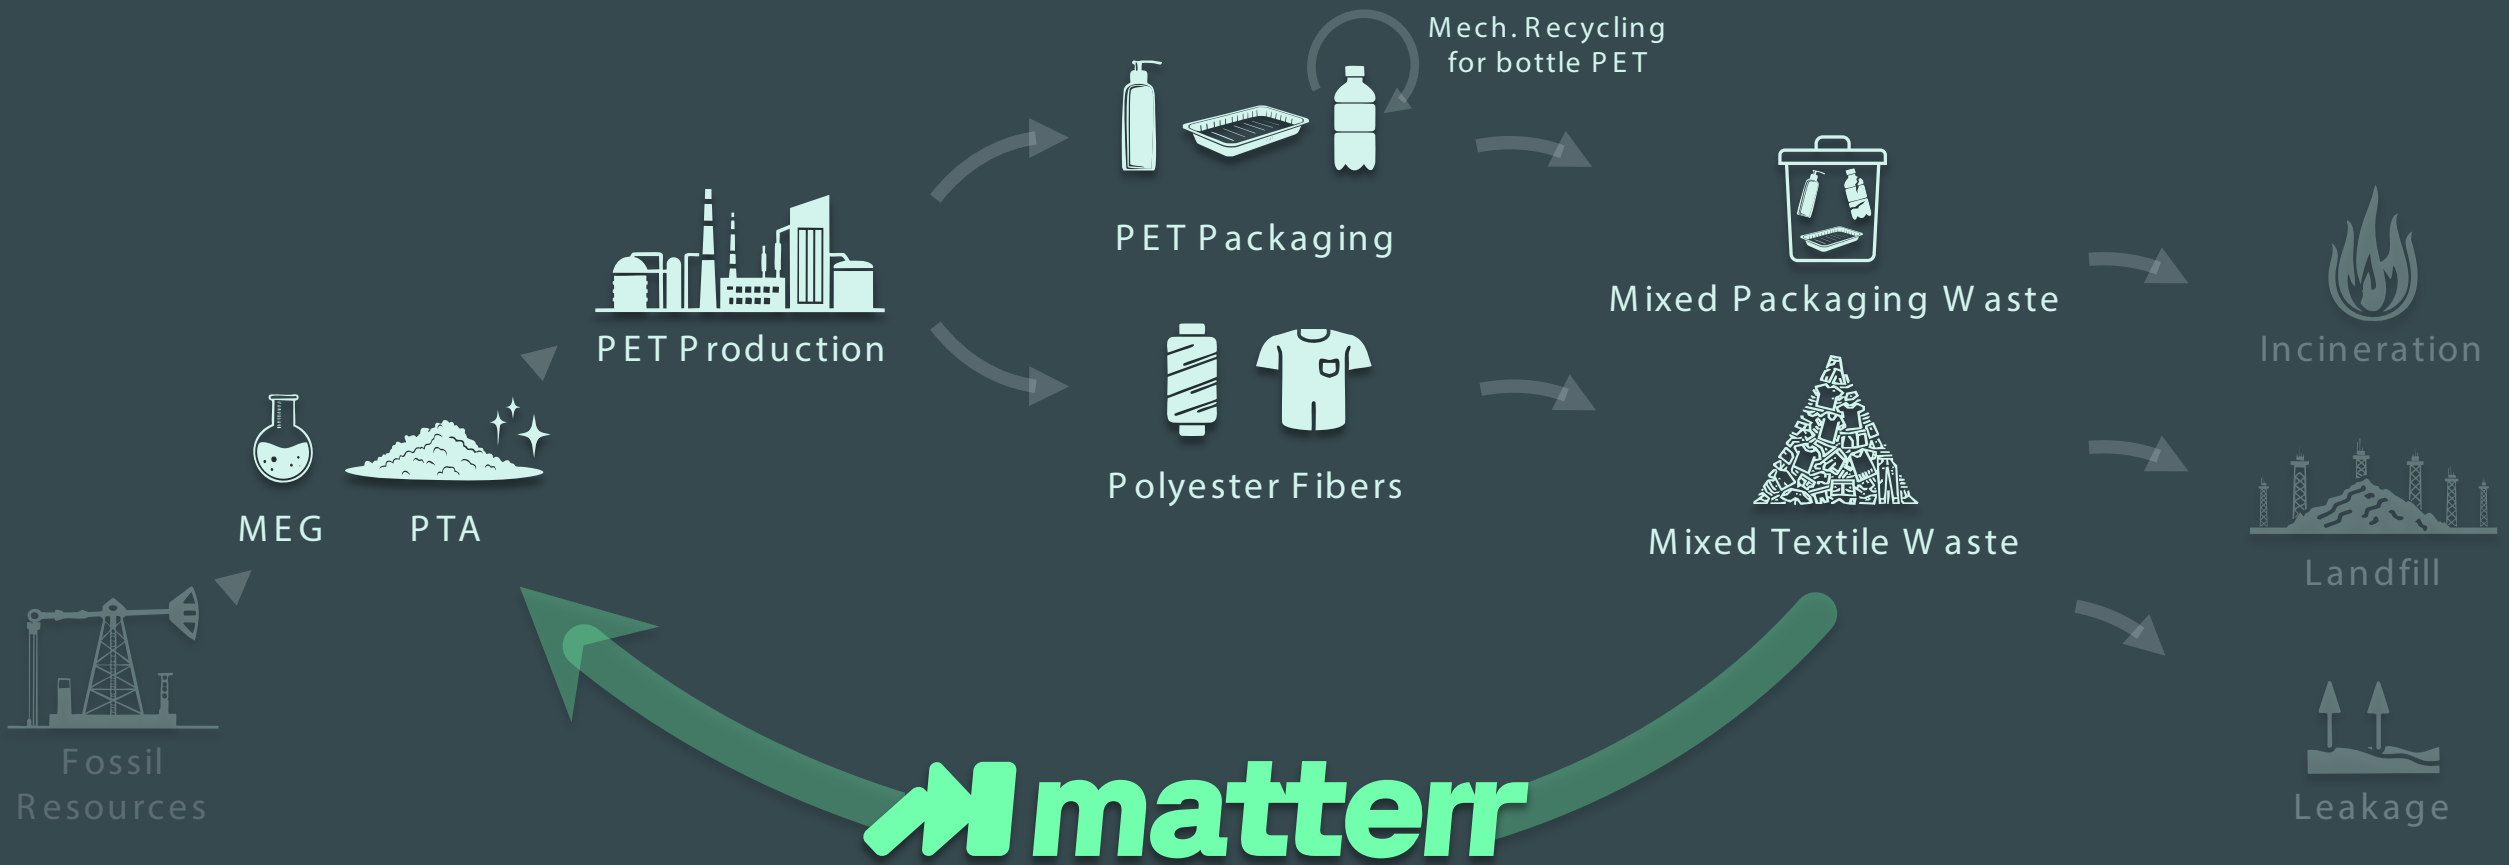 Mech. Recycling
for bottle PET
PET Packaging
Mixed Packaging Waste
PET Production
Incineration
Polyester Fibers
MEG
PTA
Mixed Textile Waste
Landfill
Fossil
Resources
Leakage
matterr